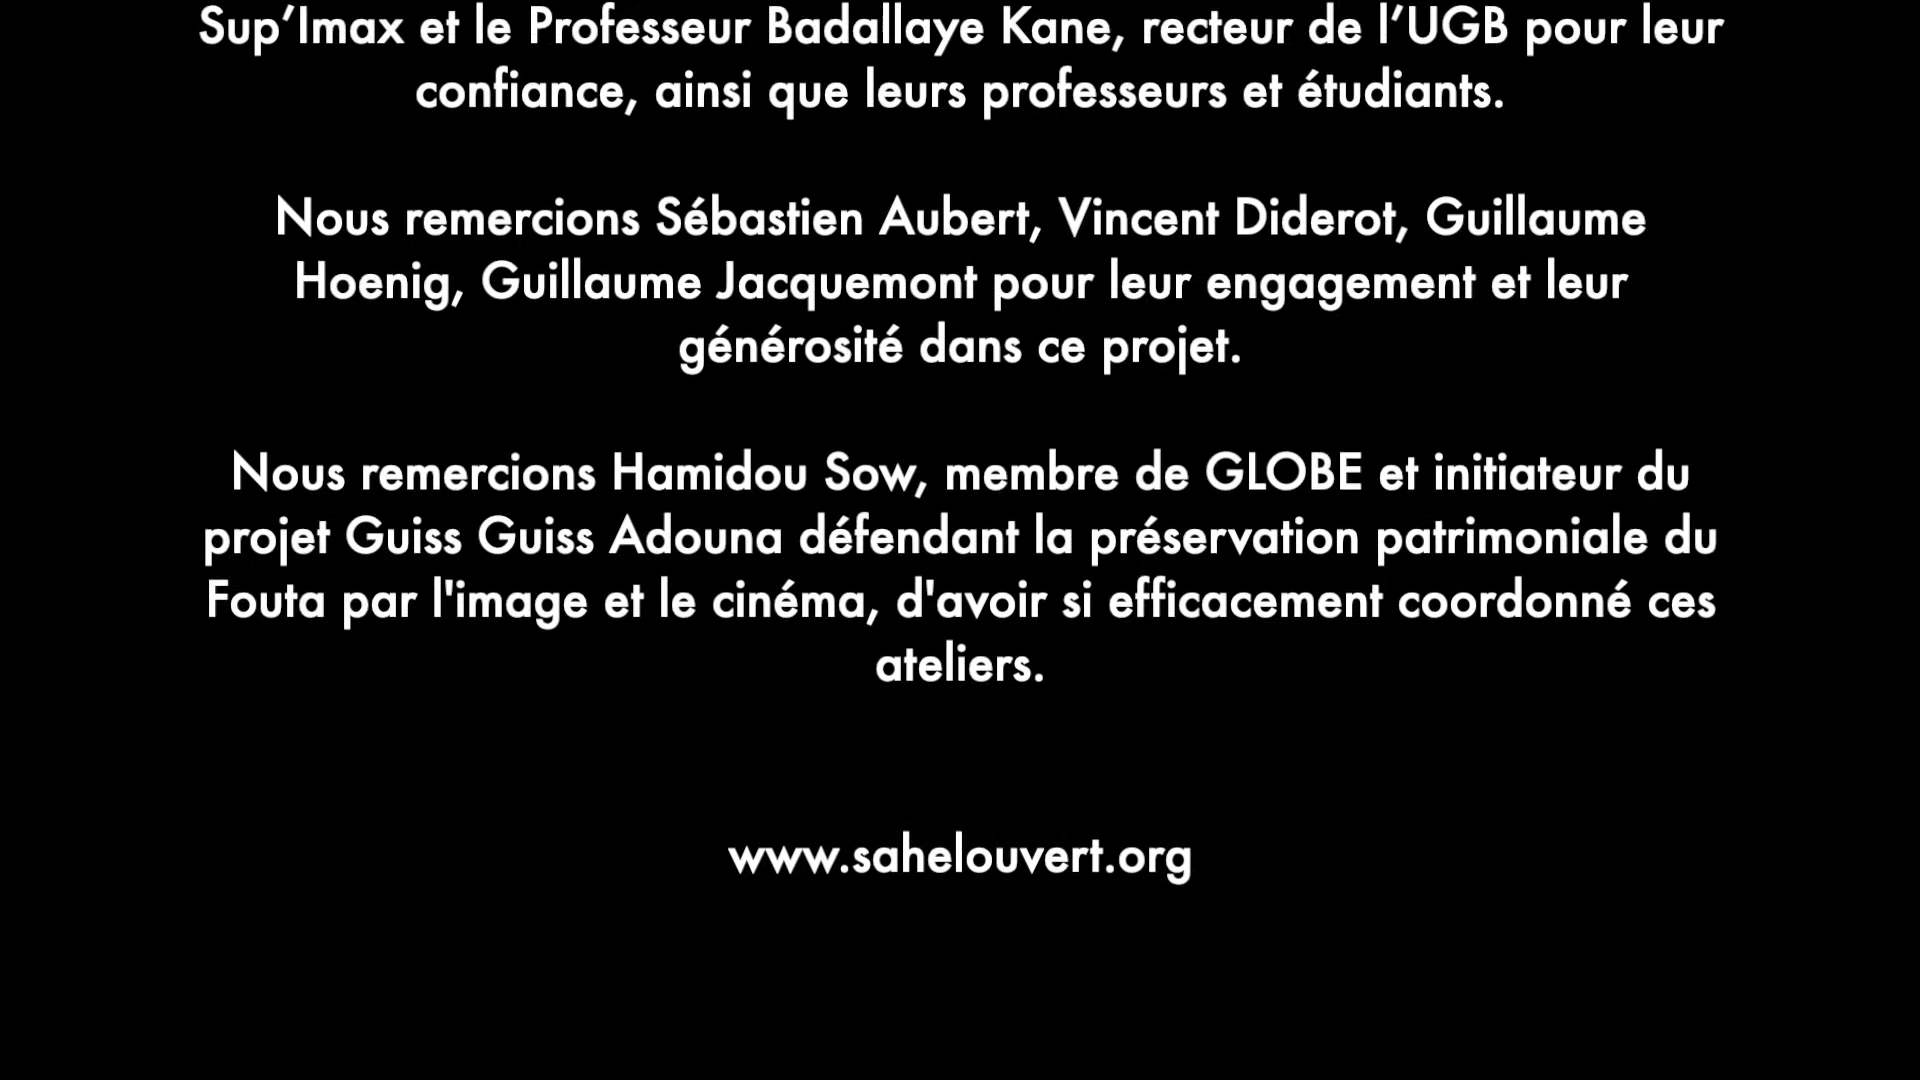 Sup’Imax et le Professeur Badallaye Kane, recteur de l’UGB pour leur
confiance, ainsi que leurs professeurs et étudiants.
Nous remercions Sébastien Aubert, Vincent Diderot, Guillaume
Hoenig, Guillaume Jacquemont pour leur engagement et leur
générosité dans ce projet.
Nous remercions Hamidou Sow, membre de GLOBE et initiateur du
projet Guiss Guiss Adouna défendant la préservation patrimoniale du
Fouta par l'image et le cinéma, d'avoir si efficacement coordonné ces
ateliers.
www.sahelouvert.org